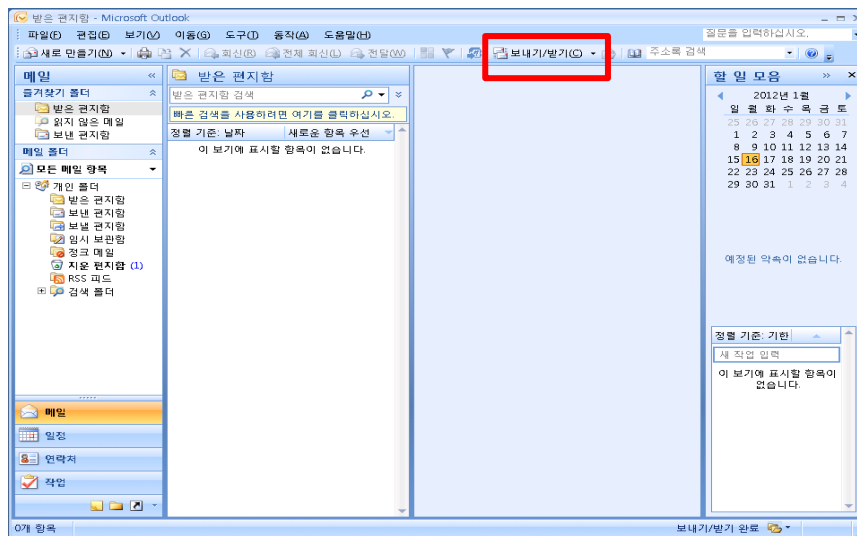 받은 편지함 - Microsoft Outlook
파일(F) 편집(E) 보기(V) 이동(G) 도구(T) 동작(A) 도움말(H)
질문을 입력하십시오.
새로 만들기(N) 회신(R) 전체 회신(L) 전달(W) 보내기/받기(C) 주소록 검색
메일
즐겨찾기 폴더
받은 편지함
읽지 않은 메일
보낸 편지함
메일 폴더
모든 메일 항목
개인 폴더
받은 편지함
보낸 편지함
보낼 편지함
임시 보관함
정크 메일
지운 편지함 (1)
RSS 피드
검색 폴더
메일
일정
연락처
작업
받은 편지함
받은 편지함 검색
빠른 검색을 사용하려면 여기를 클릭하십시오.
정렬 기준: 날짜 새로운 항목 우선
이 보기에 표시할 항목이 없습니다.
할 일 모음
2012년 1월
일 월 화 수 목 금 토
25 26 27 28 29 30 31
1 2 3 4 5 6 7
8 9 10 11 12 13 14
15 16 17 18 19 20 21
22 23 24 25 26 27 28
29 30 31 1 2 3 4
예정된 약속이 없습니다.
정렬 기준: 기한
새 작업 입력
이 보기에 표시할 항목이
없습니다.
0개 항목
보내기/받기 완료